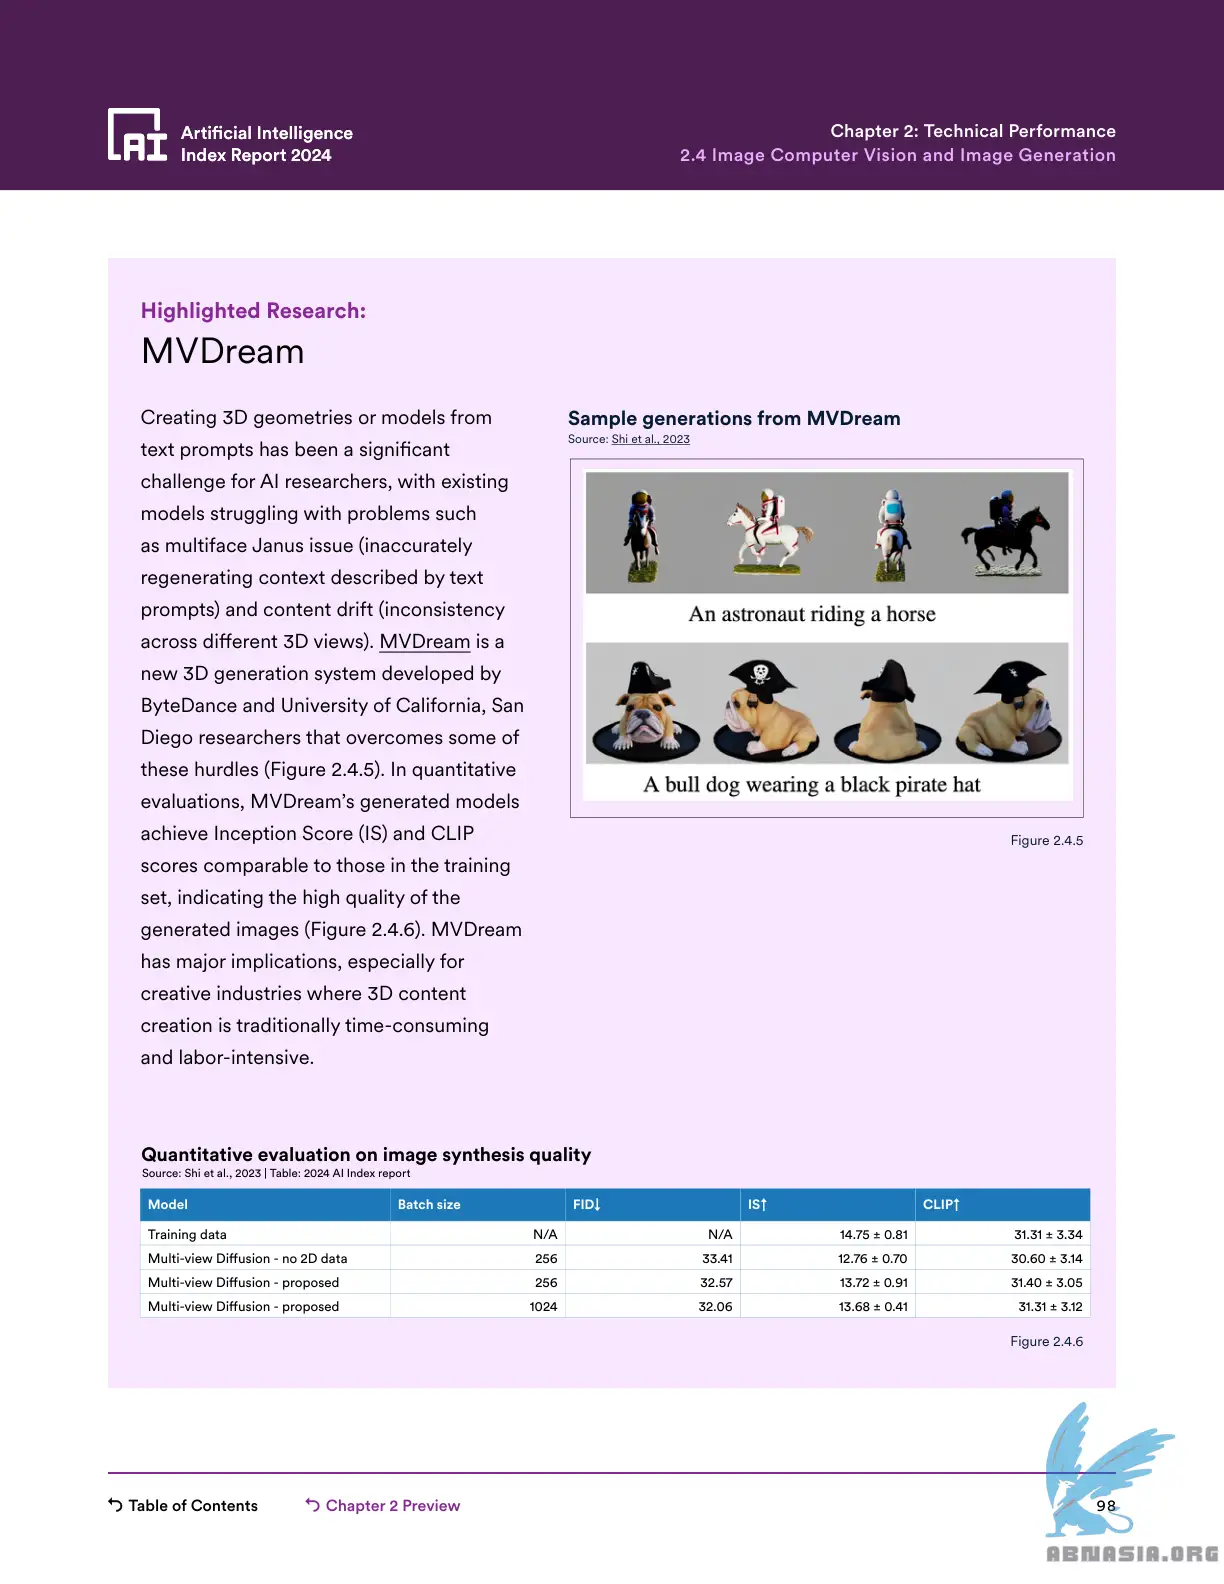 Artificial Intelligence
Index Report 2024
Chapter 2: Technical Performance
2.4 Image Computer Vision and Image Generation
Highlighted Research:
MVDream
Creating 3D geometries or models from
text prompts has been a significant
challenge for AI researchers, with existing
models struggling with problems such
as multiface Janus issue (inaccurately
regenerating context described by text
prompts) and content drift (inconsistency
across different 3D views). MVDream is a
new 3D generation system developed by
ByteDance and University of California, San
Diego researchers that overcomes some of
these hurdles (Figure 2.4.5). In quantitative
evaluations, MVDream’s generated models
achieve Inception Score (IS) and CLIP
scores comparable to those in the training
set, indicating the high quality of the
generated images (Figure 2.4.6). MVDream
has major implications, especially for
creative industries where 3D content
creation is traditionally time-consuming
and labor-intensive.
Sample generations from MVDream
Source: Shi et al., 2023
An astronaut riding a horse
A bull dog wearing a black pirate hat
Figure 2.4.5
Quantitative evaluation on image synthesis quality
Source: Shi et al., 2023 | Table: 2024 AI Index report
Model Batch size FID↓ IS↑ CLIP↑
Training data N/A N/A 14.75 ± 0.81 31.31 ± 3.34
Multi-view Diffusion - no 2D data 256 33.41 12.76 ± 0.70 30.60 ± 3.14
Multi-view Diffusion - proposed 256 32.57 13.72 ± 0.91 31.40 ± 3.05
Multi-view Diffusion - proposed 1024 32.06 13.68 ± 0.41 31.31 ± 3.12
Figure 2.4.6
Table of Contents
Chapter 2 Preview
98
ABNASIA.ORG